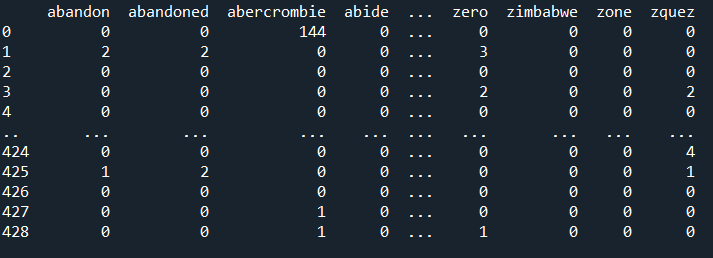 abandon abandoned abercrombie abide ... zero zimbabwe zone zquez
0 0 0 144 0 ... 0 0 0 0
1 2 2 0 0 ... 3 0 0 0
2 0 0 0 0 ... 0 0 0 0
3 0 0 0 0 ... 2 0 0 2
4 0 0 0 0 ... 0 0 0 0
.. ... ... ... ... ... ... ... ... ...
424 0 0 0 0 ... 0 0 0 4
425 1 2 0 0 ... 0 0 0 1
426 0 0 0 0 ... 0 0 0 0
427 0 0 1 0 ... 0 0 0 0
428 0 0 1 0 ... 1 0 0 0